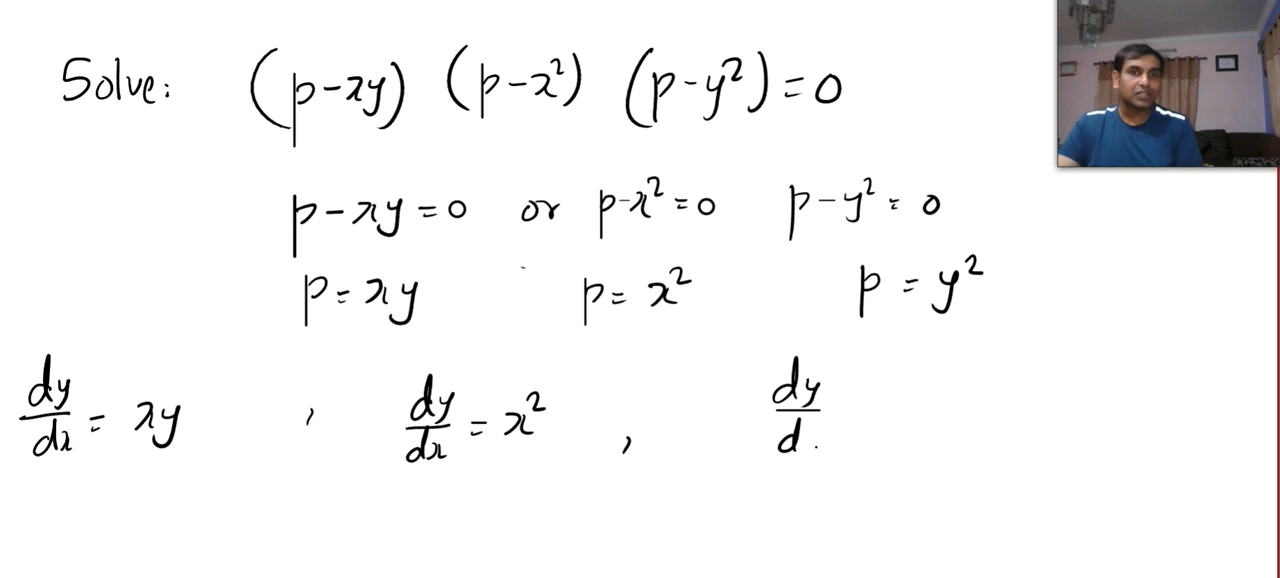 Solve: (p-xy) (p-x²) (p-y²) = 0
p-xy=0 or p-x²=0 p-y²=0
p=xy p=x² p=y²
dy/dx = xy , dy/dx = x² , dy/d